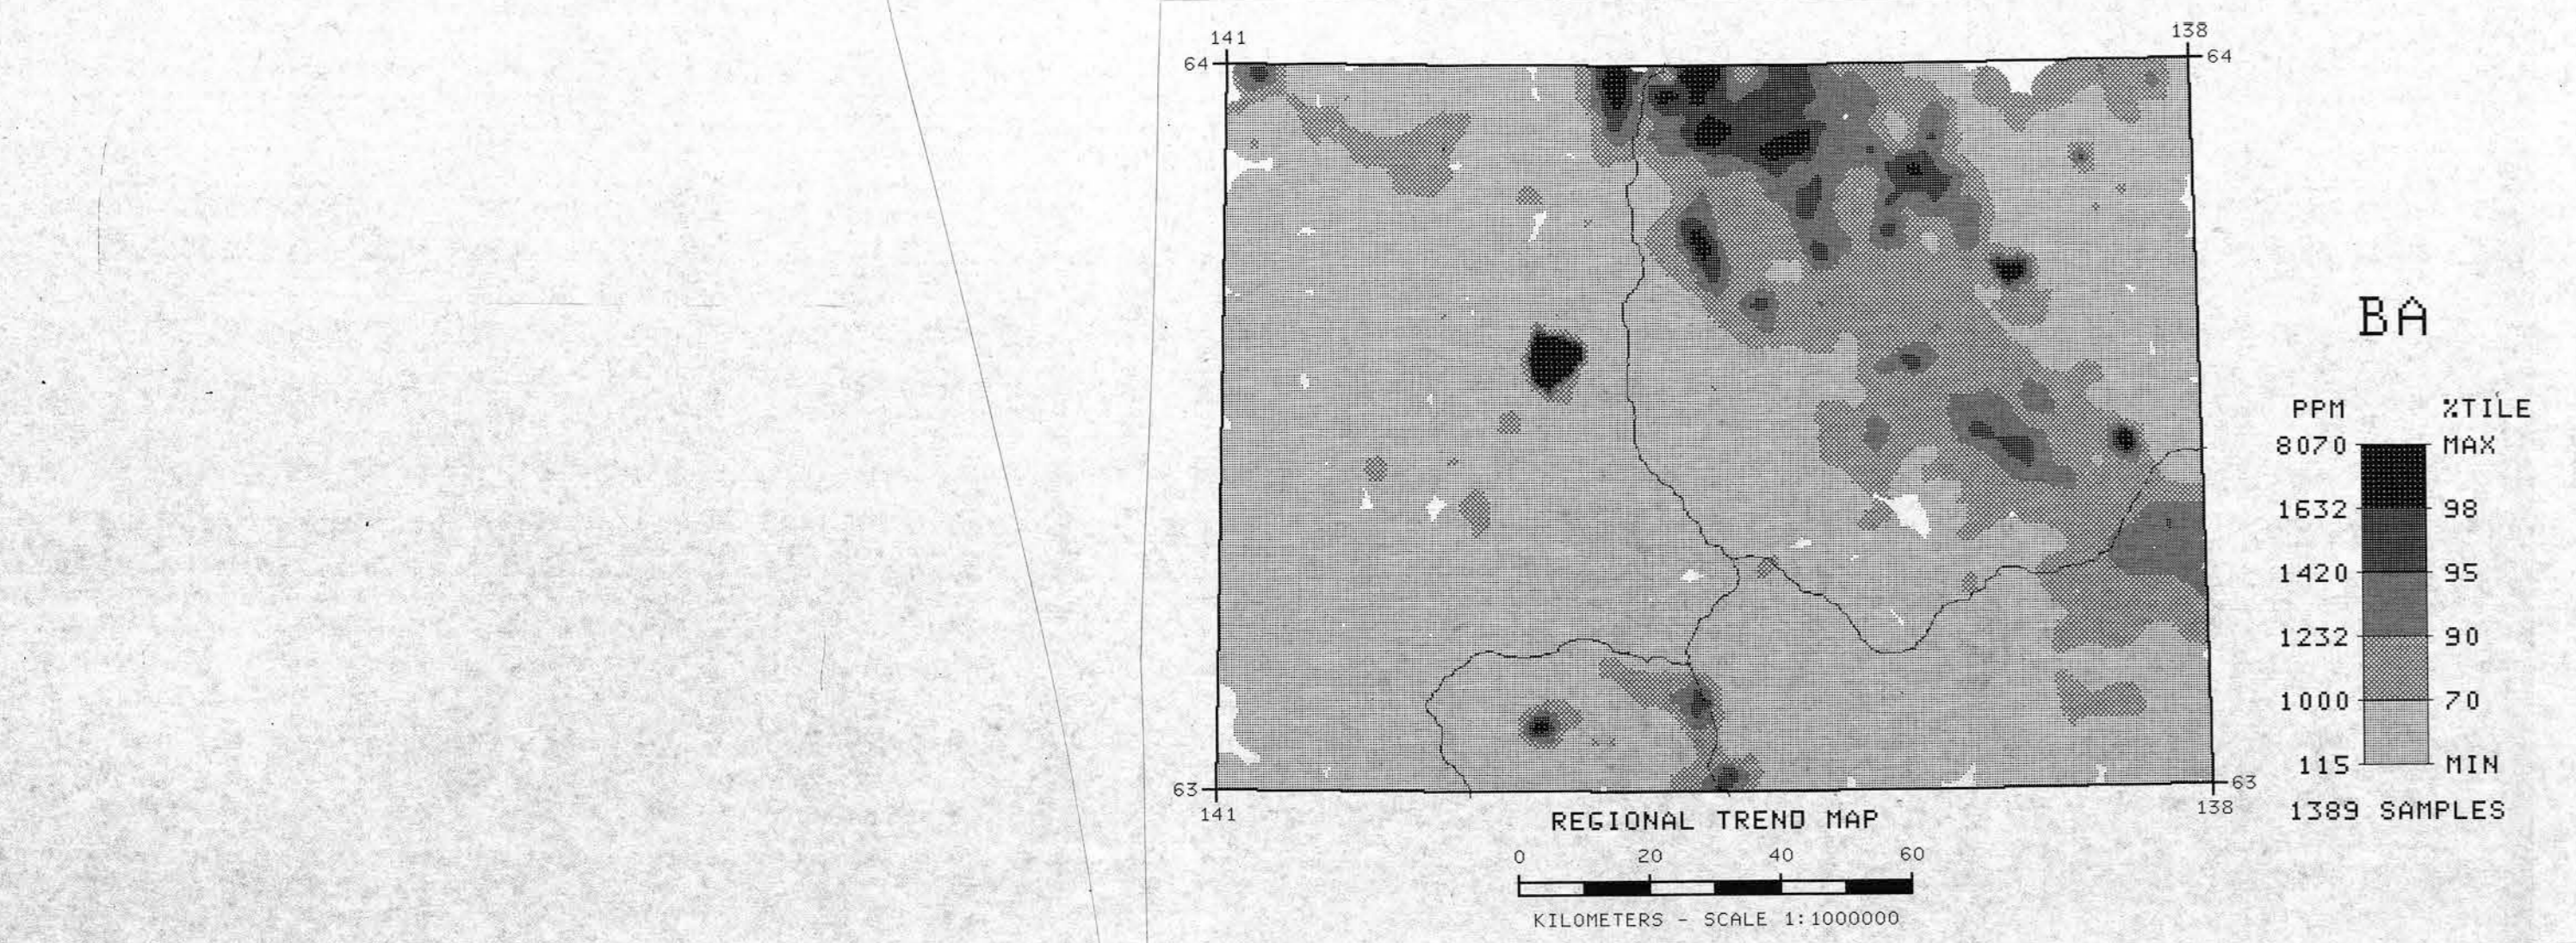 141
138
64
64
BA
PPM %TILE
8070 MAX
1632 98
1420 95
1232 90
1000 70
115 MIN
1389 SAMPLES
63
63
141
138
REGIONAL TREND MAP
0 20 40 60
KILOMETERS - SCALE 1:1000000